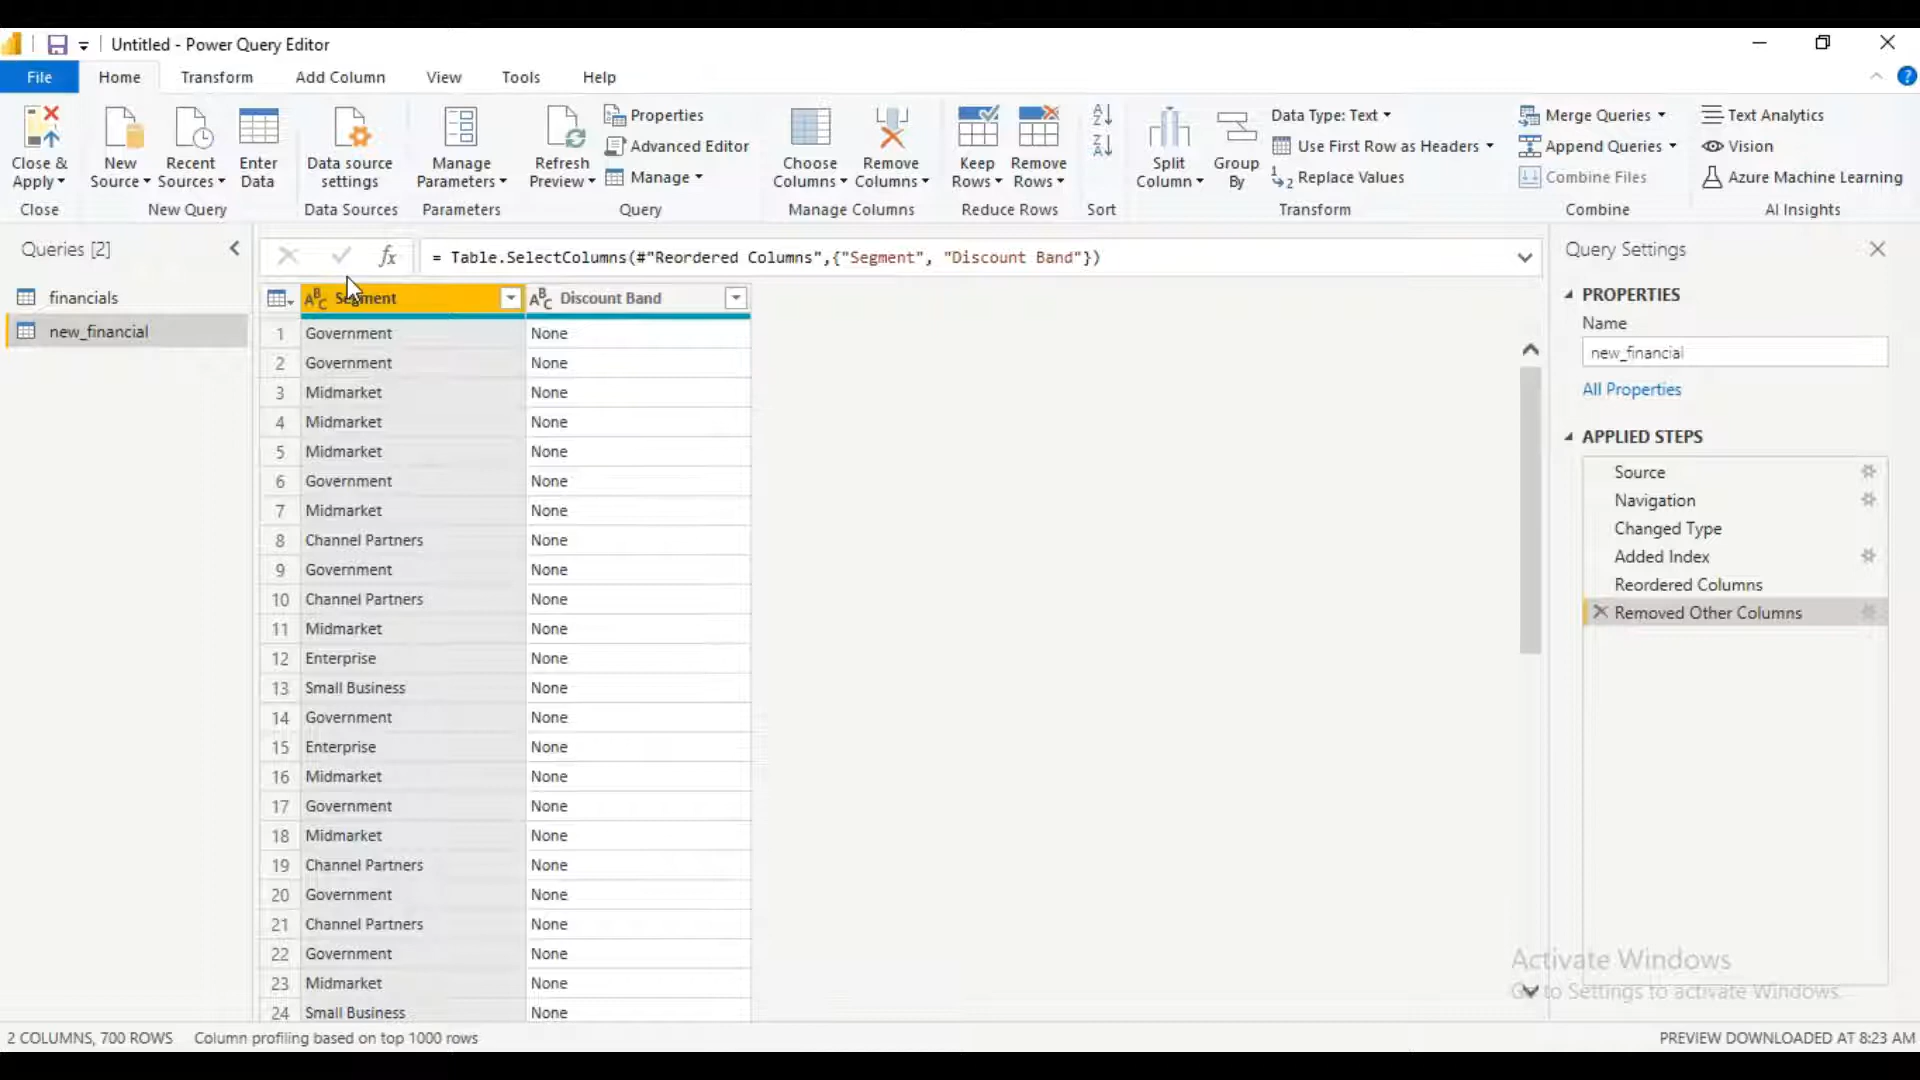 Untitled - Power Query Editor
File Home Transform Add Column View Tools Help
Close & Apply
Close
New Source
Recent Sources
Enter Data
New Query
Data source settings
Data Sources
Manage Parameters
Parameters
Refresh Preview
Properties
Advanced Editor
Manage
Query
Choose Columns
Remove Columns
Manage Columns
Keep Rows
Remove Rows
Reduce Rows
Sort
Split Column
Group By
Data Type: Text
Use First Row as Headers
Replace Values
Transform
Merge Queries
Append Queries
Combine Files
Combine
Text Analytics
Vision
Azure Machine Learning
AI Insights
Queries [2]
financials
new_financial
fx = Table.SelectColumns(#"Reordered Columns",{"Segment", "Discount Band"})
ABC Segment ABC Discount Band
1 Government None
2 Government None
3 Midmarket None
4 Midmarket None
5 Midmarket None
6 Government None
7 Midmarket None
8 Channel Partners None
9 Government None
10 Channel Partners None
11 Midmarket None
12 Enterprise None
13 Small Business None
14 Government None
15 Enterprise None
16 Midmarket None
17 Government None
18 Midmarket None
19 Channel Partners None
20 Government None
21 Channel Partners None
22 Government None
23 Midmarket None
24 Small Business None
Query Settings
PROPERTIES
Name
new_financial
All Properties
APPLIED STEPS
Source
Navigation
Changed Type
Added Index
Reordered Columns
Removed Other Columns
Activate Windows
Go to Settings to activate Windows.
2 COLUMNS, 700 ROWS Column profiling based on top 1000 rows
PREVIEW DOWNLOADED AT 8:23 AM